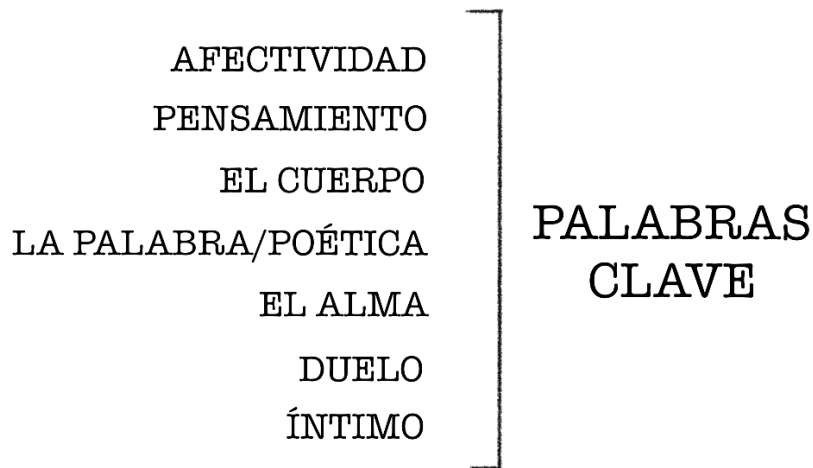 AFECTIVIDAD
PENSAMIENTO
EL CUERPO
LA PALABRA/POÉTICA
EL ALMA
DUELO
ÍNTIMO
PALABRAS
CLAVE